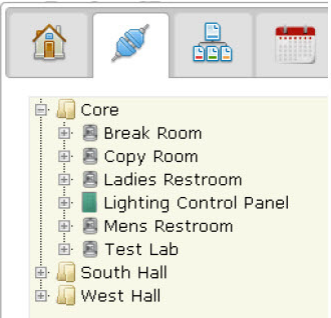 Core
Break Room
Copy Room
Ladies Restroom
Lighting Control Panel
Mens Restroom
Test Lab
South Hall
West Hall